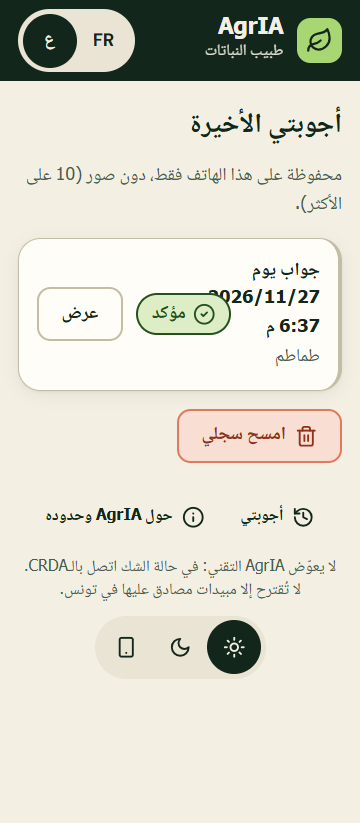 AgrIA
طبيب النباتات
FR
ع
أجوبتي الأخيرة
محفوظة على هذا الهاتف فقط، دون صور (10 على
الأكثر).
جواب يوم
2026/11/27
6:37 م
طماطم
مؤكد
عرض
امسح سجلي
أجوبتي
حول AgrIA وحدوده
لا يعوّض AgrIA التقني: في حالة الشك اتصل بالـCRDA.
لا تُقترح إلا مبيدات مصادق عليها في تونس.